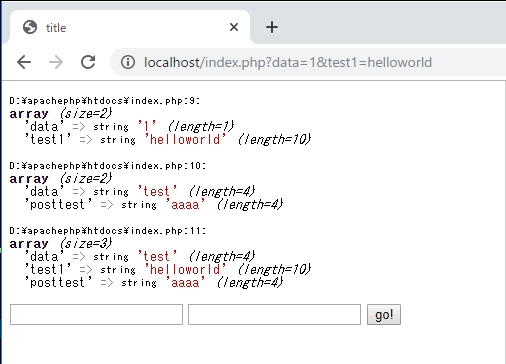 title
localhost/index.php?data=1&test1=helloworld
D:¥apachephp¥htdocs¥index.php:9:
array (size=2)
'data' => string '1' (length=1)
'test1' => string 'helloworld' (length=10)
D:¥apachephp¥htdocs¥index.php:10:
array (size=2)
'data' => string 'test' (length=4)
'posttest' => string 'aaaa' (length=4)
D:¥apachephp¥htdocs¥index.php:11:
array (size=3)
'data' => string 'test' (length=4)
'test1' => string 'helloworld' (length=10)
'posttest' => string 'aaaa' (length=4)
go!